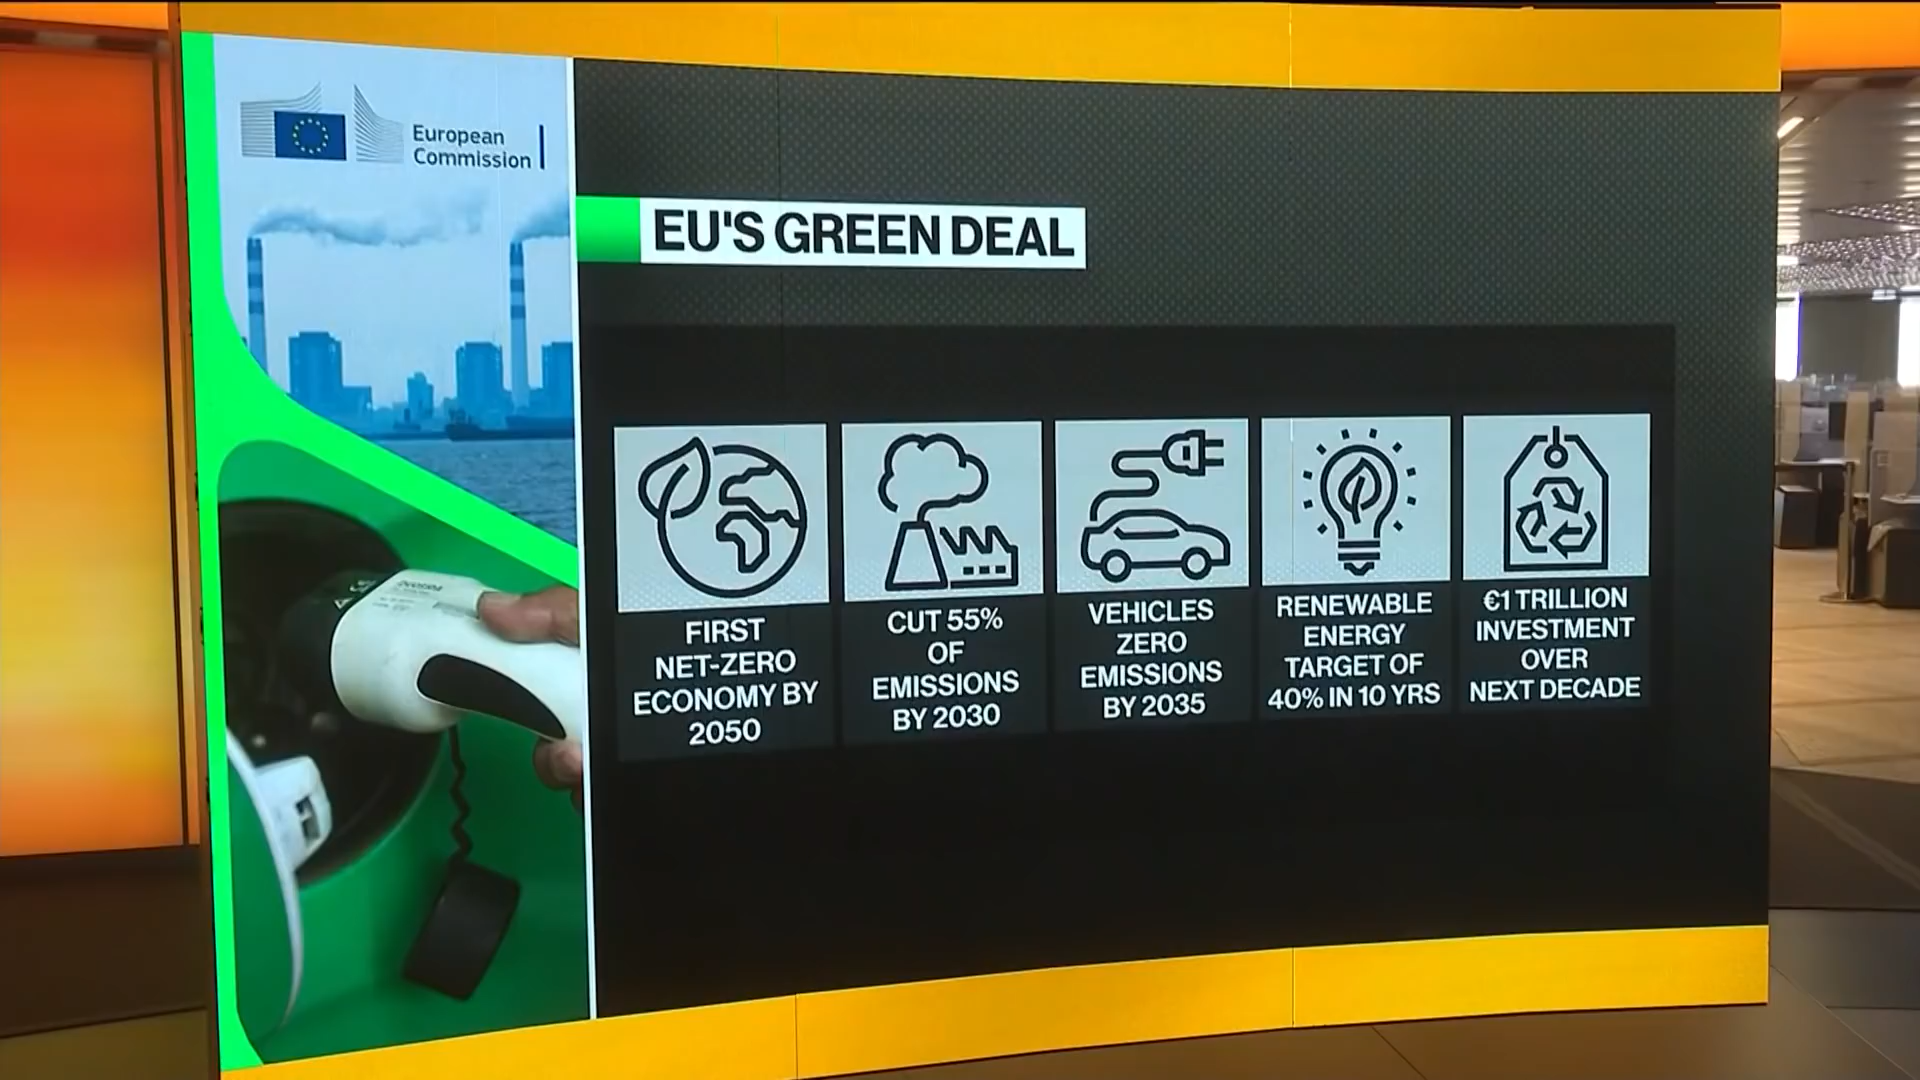 European
Commission
EU'S GREEN DEAL
FIRST
NET-ZERO
ECONOMY BY
2050
CUT 55%
OF
EMISSIONS
BY 2030
VEHICLES
ZERO
EMISSIONS
BY 2035
RENEWABLE
ENERGY
TARGET OF
40% IN 10 YRS
€1 TRILLION
INVESTMENT
OVER
NEXT DECADE